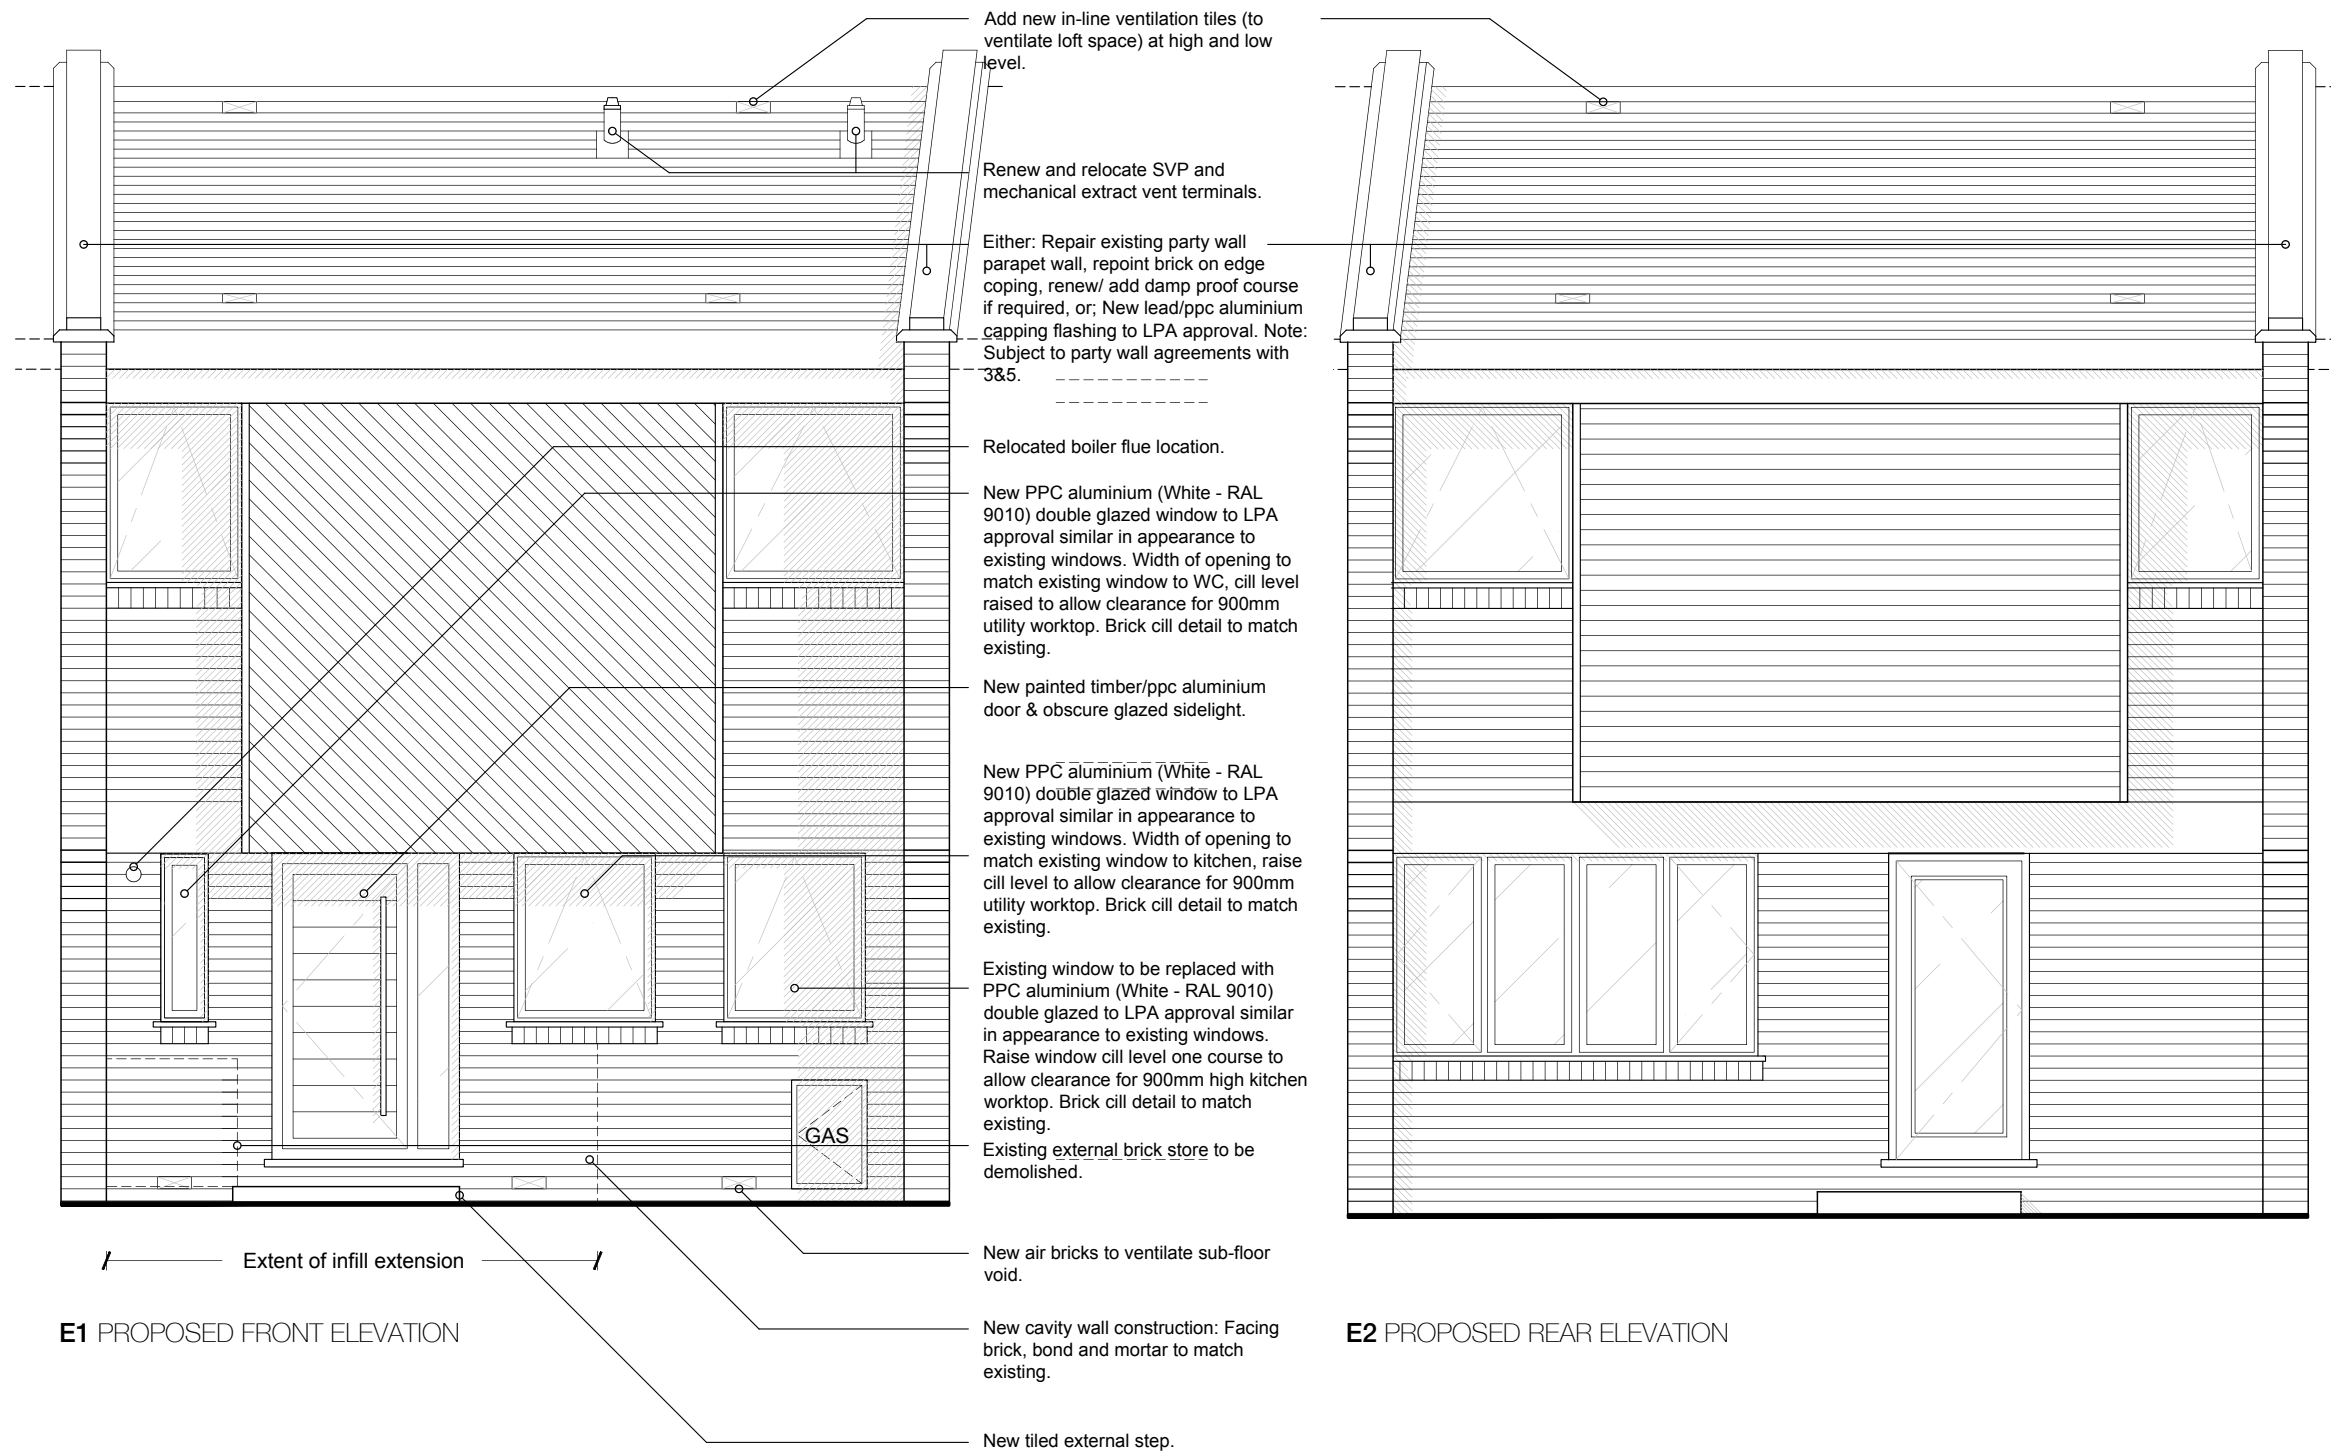 Add new in-line ventilation tiles (to
ventilate loft space) at high and low
level.
Renew and relocate SVP and
mechanical extract vent terminals.
Either: Repair existing party wall
parapet wall, repoint brick on edge
coping, renew/ add damp proof course
if required, or; New lead/ppc aluminium
capping flashing to LPA approval. Note:
Subject to party wall agreements with
3&5.
Relocated boiler flue location.
New PPC aluminium (White - RAL
9010) double glazed window to LPA
approval similar in appearance to
existing windows. Width of opening to
match existing window to WC, cill level
raised to allow clearance for 900mm
utility worktop. Brick cill detail to match
existing.
New painted timber/ppc aluminium
door & obscure glazed sidelight.
New PPC aluminium (White - RAL
9010) double glazed window to LPA
approval similar in appearance to
existing windows. Width of opening to
match existing window to kitchen, raise
cill level to allow clearance for 900mm
utility worktop. Brick cill detail to match
existing.
Existing window to be replaced with
PPC aluminium (White - RAL 9010)
double glazed to LPA approval similar
in appearance to existing windows.
Raise window cill level one course to
allow clearance for 900mm high kitchen
worktop. Brick cill detail to match
existing.
GAS
Existing external brick store to be
demolished.
New air bricks to ventilate sub-floor
void.
Extent of infill extension
New cavity wall construction: Facing
brick, bond and mortar to match
existing.
New tiled external step.
E1 PROPOSED FRONT ELEVATION
E2 PROPOSED REAR ELEVATION